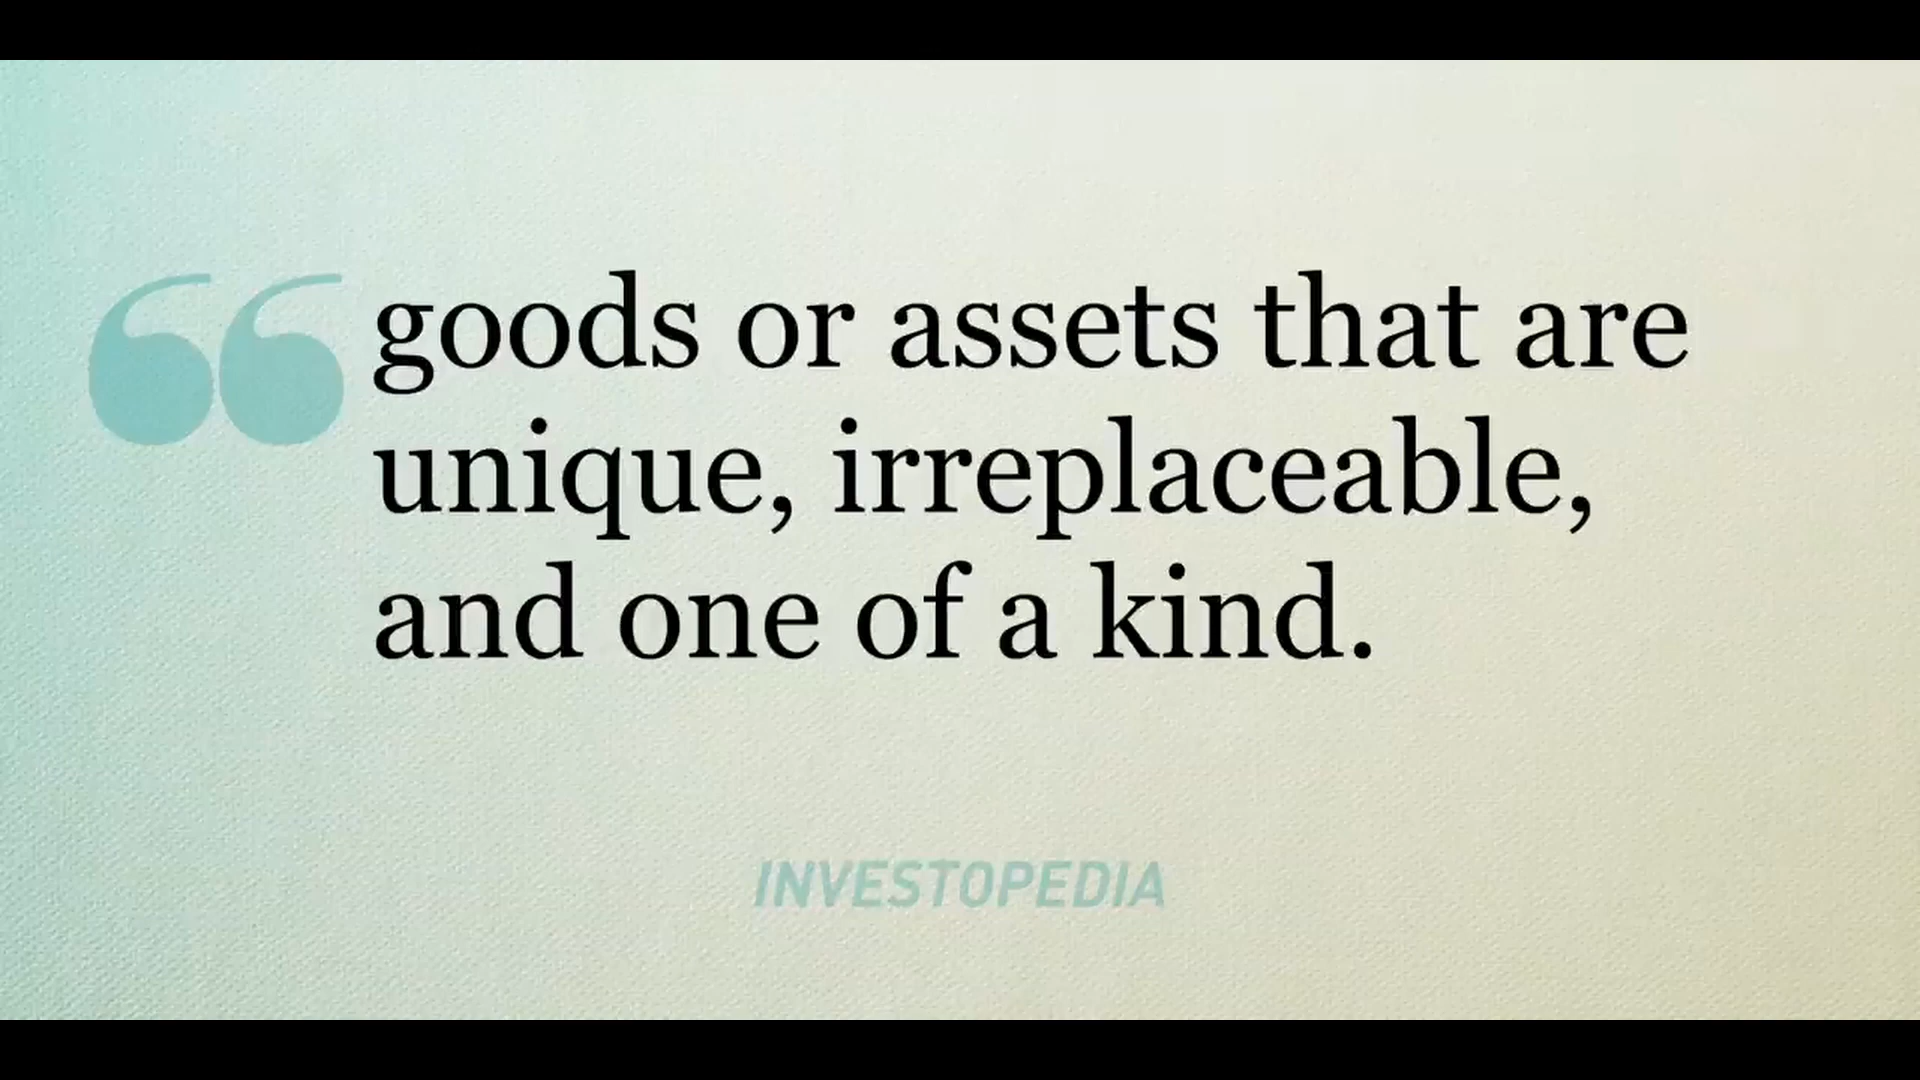 “goods or assets that are
unique, irreplaceable,
and one of a kind.
INVESTOPEDIA